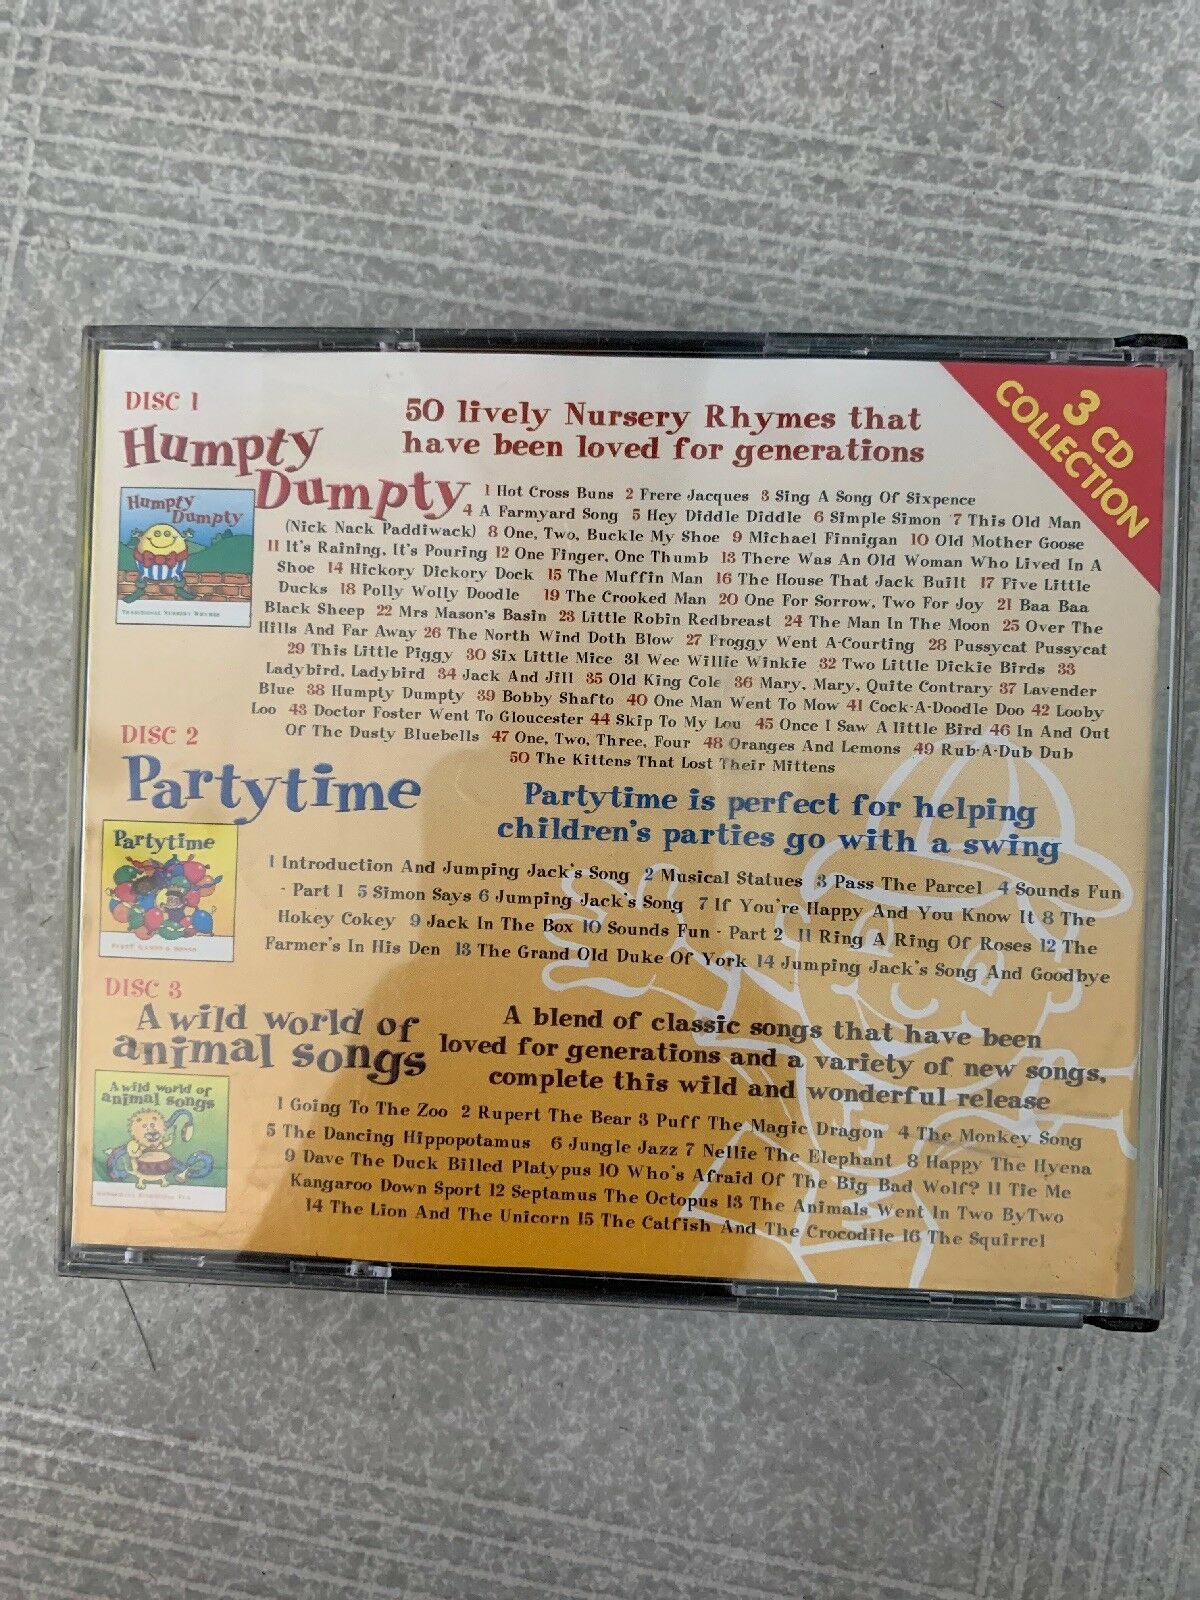 3 CD
COLLECTION
DISC 1
Humpty
Dumpty
50 lively Nursery Rhymes that
have been loved for generations
Humpty
Dumpty
TRADITIONAL NURSERY RHYMES
1 Hot Cross Buns 2 Frere Jacques 3 Sing A Song Of Sixpence
4 A Farmyard Song 5 Hey Diddle Diddle 6 Simple Simon 7 This Old Man
(Nick Nack Paddiwack) 8 One, Two, Buckle My Shoe 9 Michael Finnigan 10 Old Mother Goose
11 It's Raining, It's Pouring 12 One Finger, One Thumb 13 There Was An Old Woman Who Lived In A
Shoe 14 Hickory Dickory Dock 15 The Muffin Man 16 The House That Jack Built 17 Five Little
Ducks 18 Polly Wolly Doodle 19 The Crooked Man 20 One For Sorrow, Two For Joy 21 Baa Baa
Black Sheep 22 Mrs Mason's Basin 23 Little Robin Redbreast 24 The Man In The Moon 25 Over The
Hills And Far Away 26 The North Wind Doth Blow 27 Froggy Went A-Courting 28 Pussycat Pussycat
29 This Little Piggy 30 Six Little Mice 31 Wee Willie Winkie 32 Two Little Dickie Birds 33
Ladybird, Ladybird 34 Jack And Jill 35 Old King Cole 36 Mary, Mary, Quite Contrary 37 Lavender
Blue 38 Humpty Dumpty 39 Bobby Shafto 40 One Man Went To Mow 41 Cock-A-Doodle Doo 42 Looby
Loo 43 Doctor Foster Went To Gloucester 44 Skip To My Lou 45 Once I Saw A little Bird 46 In And Out
Of The Dusty Bluebells 47 One, Two, Three, Four 48 Oranges And Lemons 49 Rub-A-Dub Dub
50 The Kittens That Lost Their Mittens
DISC 2
Partytime
Partytime is perfect for helping
children's parties go with a swing
Partytime
PARTY GAMES & SONGS
1 Introduction And Jumping Jack's Song 2 Musical Statues 3 Pass The Parcel 4 Sounds Fun
- Part 1 5 Simon Says 6 Jumping Jack's Song 7 If You're Happy And You Know It 8 The
Hokey Cokey 9 Jack In The Box 10 Sounds Fun - Part 2 11 Ring A Ring Of Roses 12 The
Farmer's In His Den 13 The Grand Old Duke Of York 14 Jumping Jack's Song And Goodbye
DISC 3
A wild world of
animal songs
A blend of classic songs that have been
loved for generations and a variety of new songs,
complete this wild and wonderful release
A wild world of
animal songs
1 Going To The Zoo 2 Rupert The Bear 3 Puff The Magic Dragon 4 The Monkey Song
5 The Dancing Hippopotamus 6 Jungle Jazz 7 Nellie The Elephant 8 Happy The Hyena
9 Dave The Duck Billed Platypus 10 Who's Afraid Of The Big Bad Wolf? 11 Tie Me
Kangaroo Down Sport 12 Septamus The Octopus 13 The Animals Went In Two ByTwo
14 The Lion And The Unicorn 15 The Catfish And The Crocodile 16 The Squirrel